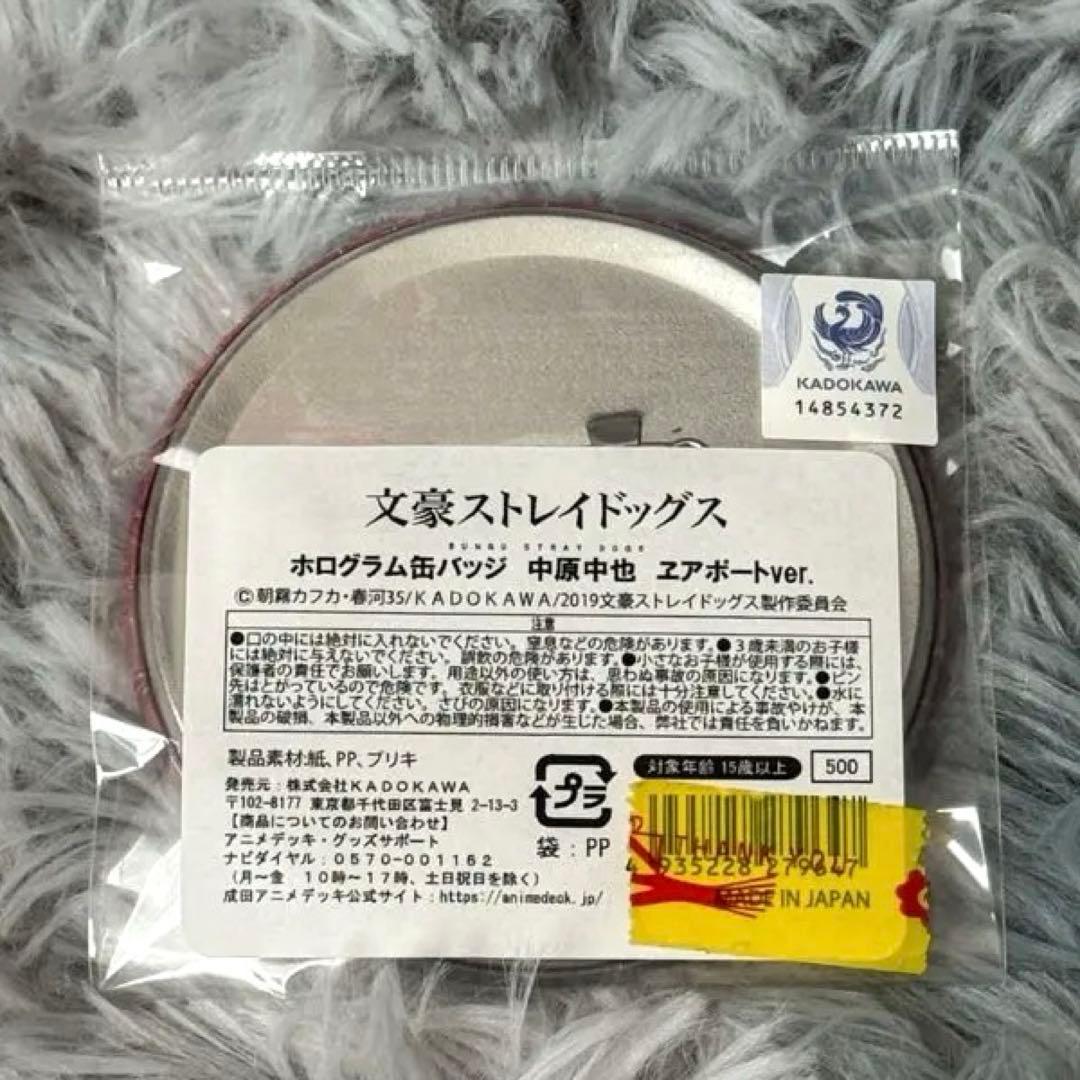 KADOKAWA
14854372
文豪ストレイドッグス
BUNGO STRAY DOGS
ホログラム缶バッジ 中原中也 ヱアポートver.
©朝霧カフカ・春河35/KADOKAWA/2019文豪ストレイドッグス製作委員会
注意
●口の中には絶対に入れないでください。窒息などの危険があります。●3歳未満のお子様
には絶対に与えないでください。誤飲の危険があります。●小さなお子様が使用する際には、
保護者の責任でお願いします。用途以外の使い方は、思わぬ事故の原因になります。●ピン
先はとがっているので危険です。衣服などに取り付ける際には十分注意してください。●水に
濡れないようにしてください。さびの原因になります。●本製品の使用による事故やけが、本
製品の破損、本製品以外への物理的損害などが生じた場合、弊社では責任を負いかねます。
製品素材:紙、PP、ブリキ
対象年齢 15歳以上
500
発売元:株式会社KADOKAWA
〒102-8177 東京都千代田区富士見 2-13-3
【商品についてのお問い合わせ】
アニメデッキ・グッズサポート
ナビダイヤル:0570-001162
(月〜金 10時〜17時、土日祝日を除く)
成田アニメデッキ公式サイト:https://animedeck.jp/
プラ
袋:PP
THANK YO
4 935228 279647
MADE IN JAPAN